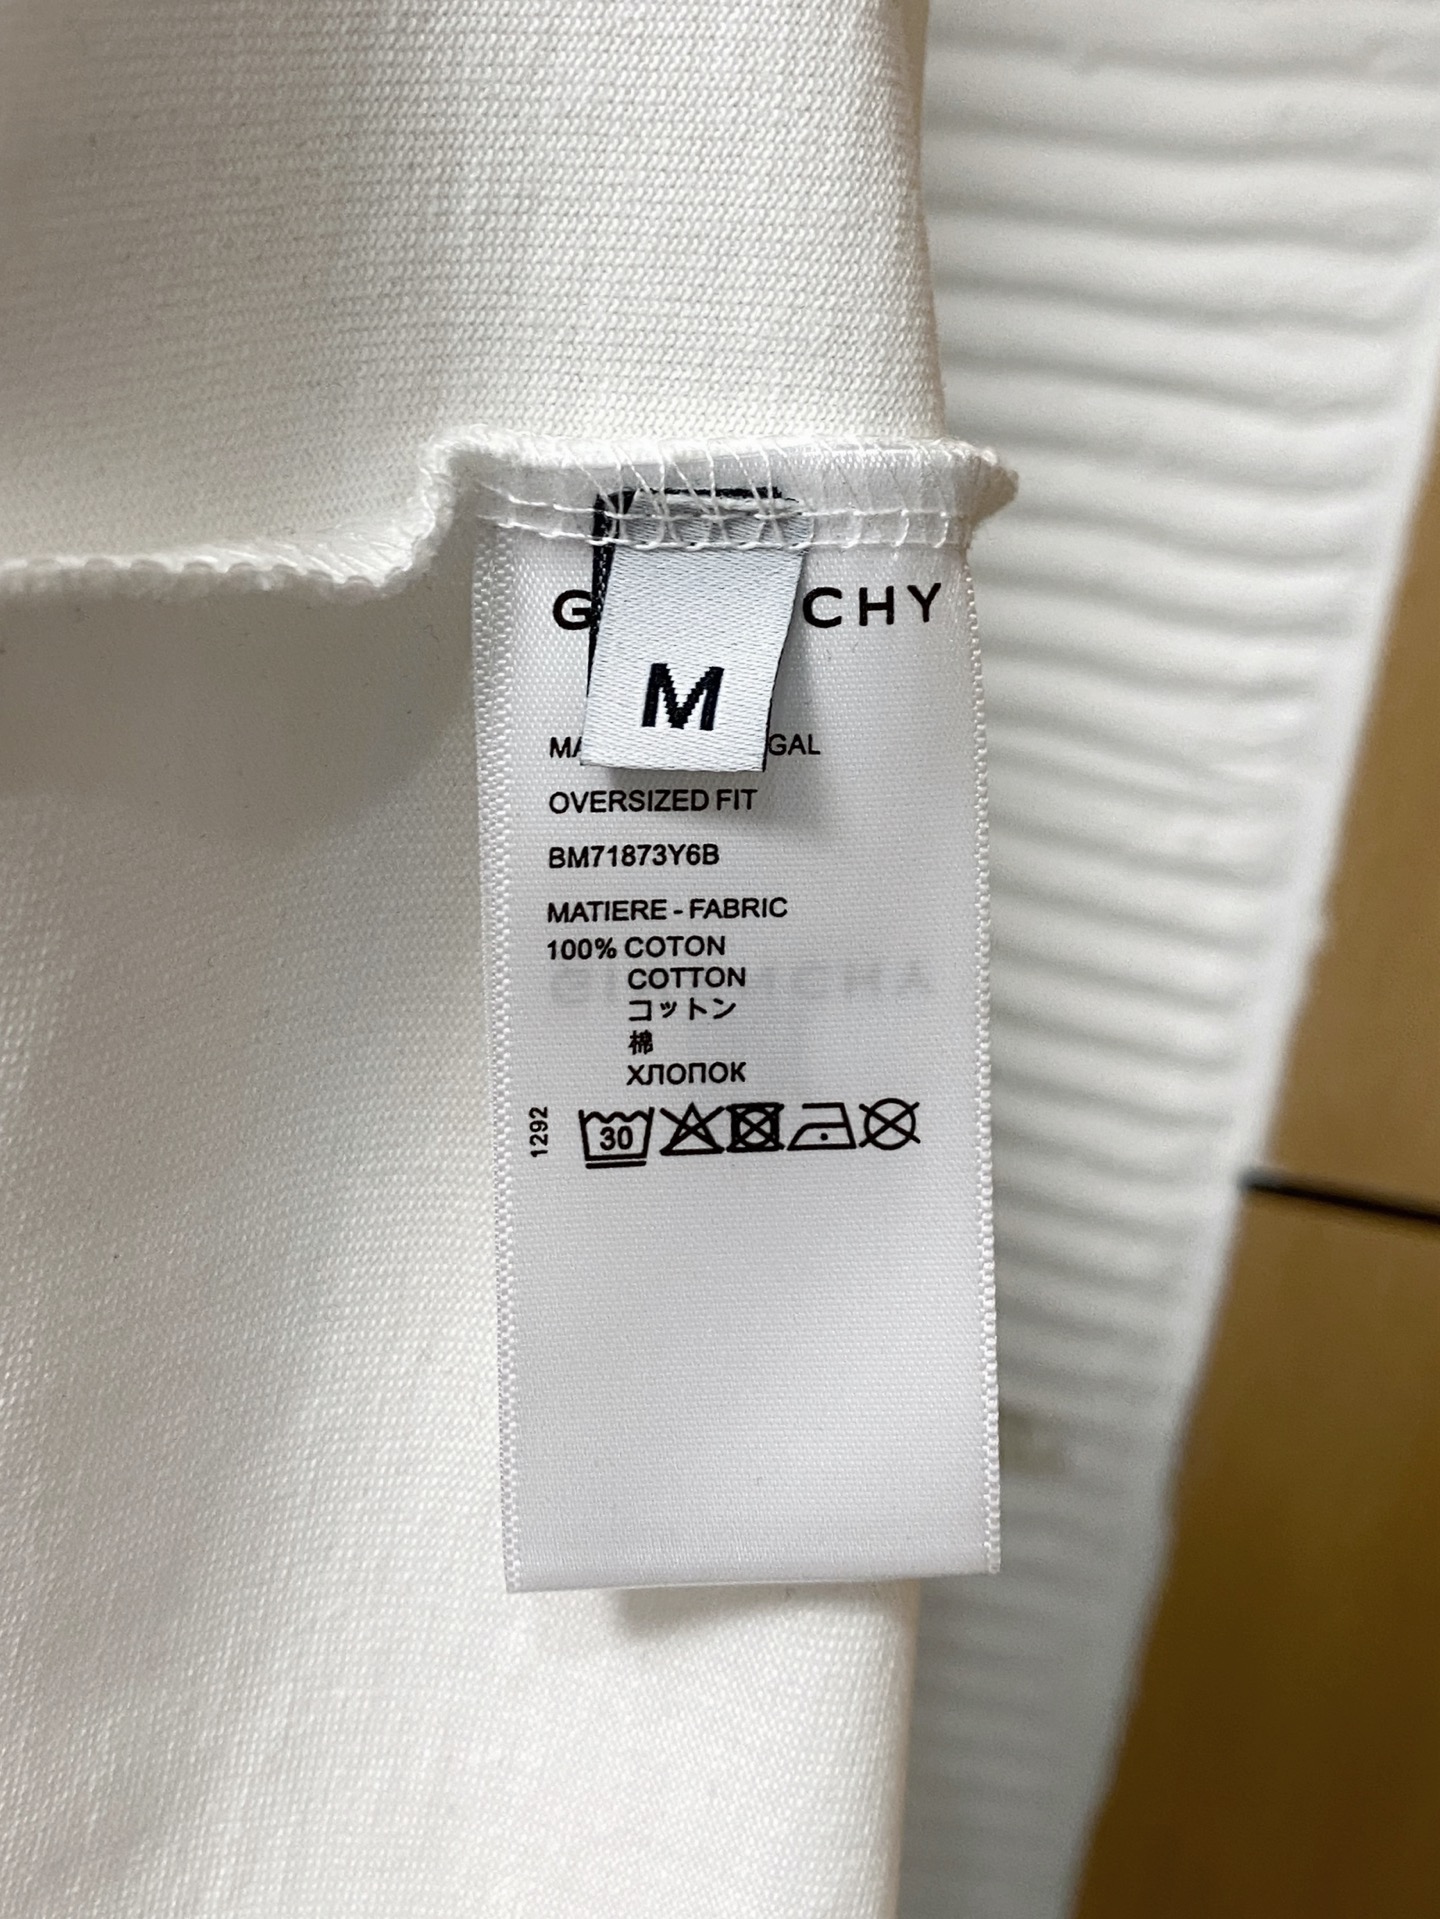 G CHY
M
MA GAL
OVERSIZED FIT
BM71873Y6B
MATIERE - FABRIC
100% COTON
COTTON
コットン
棉
ХЛОПОК
1292
30